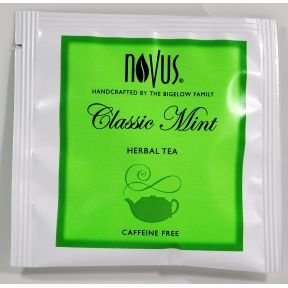 NOVUS®
HANDCRAFTED BY THE BIGELOW FAMILY
Classic Mint
HERBAL TEA
CAFFEINE FREE